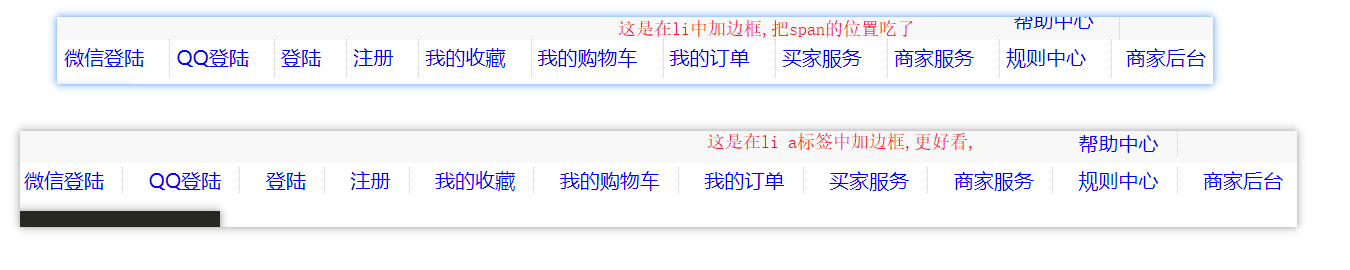 这是在li中加边框,把span的位置吃了 帮助中心
微信登陆 QQ登陆 登陆 注册 我的收藏 我的购物车 我的订单 买家服务 商家服务 规则中心 商家后台
这是在li a标签中加边框,更好看, 帮助中心
微信登陆 QQ登陆 登陆 注册 我的收藏 我的购物车 我的订单 买家服务 商家服务 规则中心 商家后台